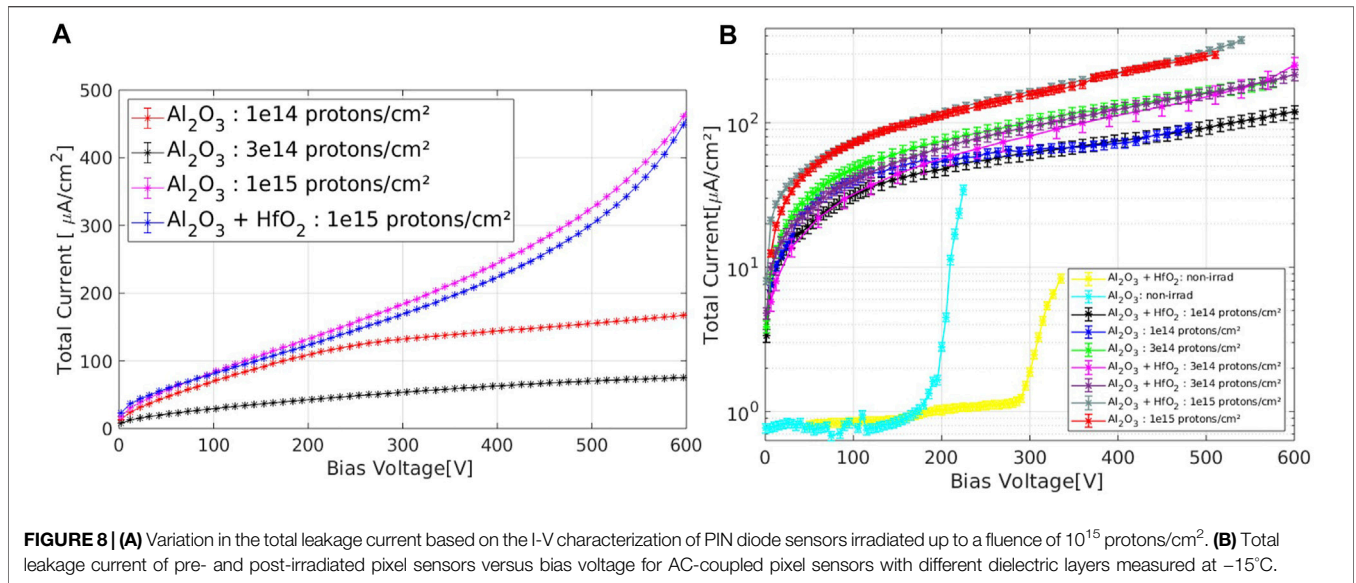 A
500
400
300
200
100
0
Total Current [ μA/cm²]
Al₂O₃ : 1e14 protons/cm²
Al₂O₃ : 3e14 protons/cm²
Al₂O₃ : 1e15 protons/cm²
Al₂O₃ + HfO₂ : 1e15 protons/cm²
0 100 200 300 400 500 600
Bias Voltage[V]
B
10²
10¹
10⁰
Total Current[μA/cm²]
Al₂O₃ + HfO₂: non-irrad
Al₂O₃: non-irrad
Al₂O₃ + HfO₂ : 1e14 protons/cm²
Al₂O₃ : 1e14 protons/cm²
Al₂O₃ : 3e14 protons/cm²
Al₂O₃ + HfO₂ : 3e14 protons/cm²
Al₂O₃ + HfO₂ : 3e14 protons/cm²
Al₂O₃ + HfO₂ : 1e15 protons/cm²
Al₂O₃ : 1e15 protons/cm²
0 100 200 300 400 500 600
Bias Voltage[V]
FIGURE 8 | (A) Variation in the total leakage current based on the I-V characterization of PIN diode sensors irradiated up to a fluence of 10¹⁵ protons/cm². (B) Total
leakage current of pre- and post-irradiated pixel sensors versus bias voltage for AC-coupled pixel sensors with different dielectric layers measured at −15°C.